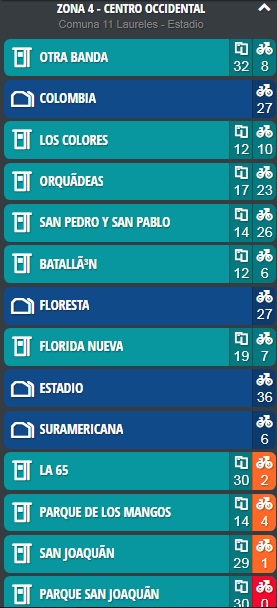 ZONA 4 - CENTRO OCCIDENTAL
Comuna 11 Laureles - Estadio
OTRA BANDA 32 8
COLOMBIA 27
LOS COLORES 12 10
ORQUÃDEAS 17 23
SAN PEDRO Y SAN PABLO 14 26
BATALLÃ³N 12 6
FLORESTA 27
FLORIDA NUEVA 19 7
ESTADIO 36
SURAMERICANA 6
LA 65 30 2
PARQUE DE LOS MANGOS 14 4
SAN JOAQUÃN 29 1
PARQUE SAN JOAQUÃN 30 0